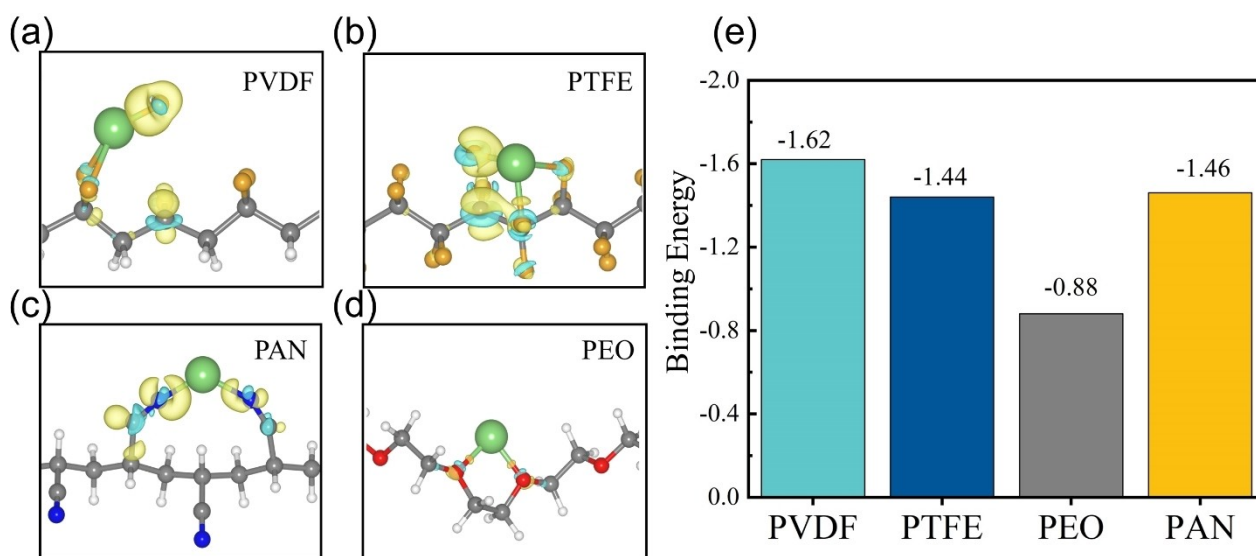 (a)
PVDF
(b)
PTFE
(c)
PAN
(d)
PEO
(e)
Binding Energy
-2.0
-1.6
-1.2
-0.8
-0.4
0.0
-1.62
-1.44
-0.88
-1.46
PVDF
PTFE
PEO
PAN